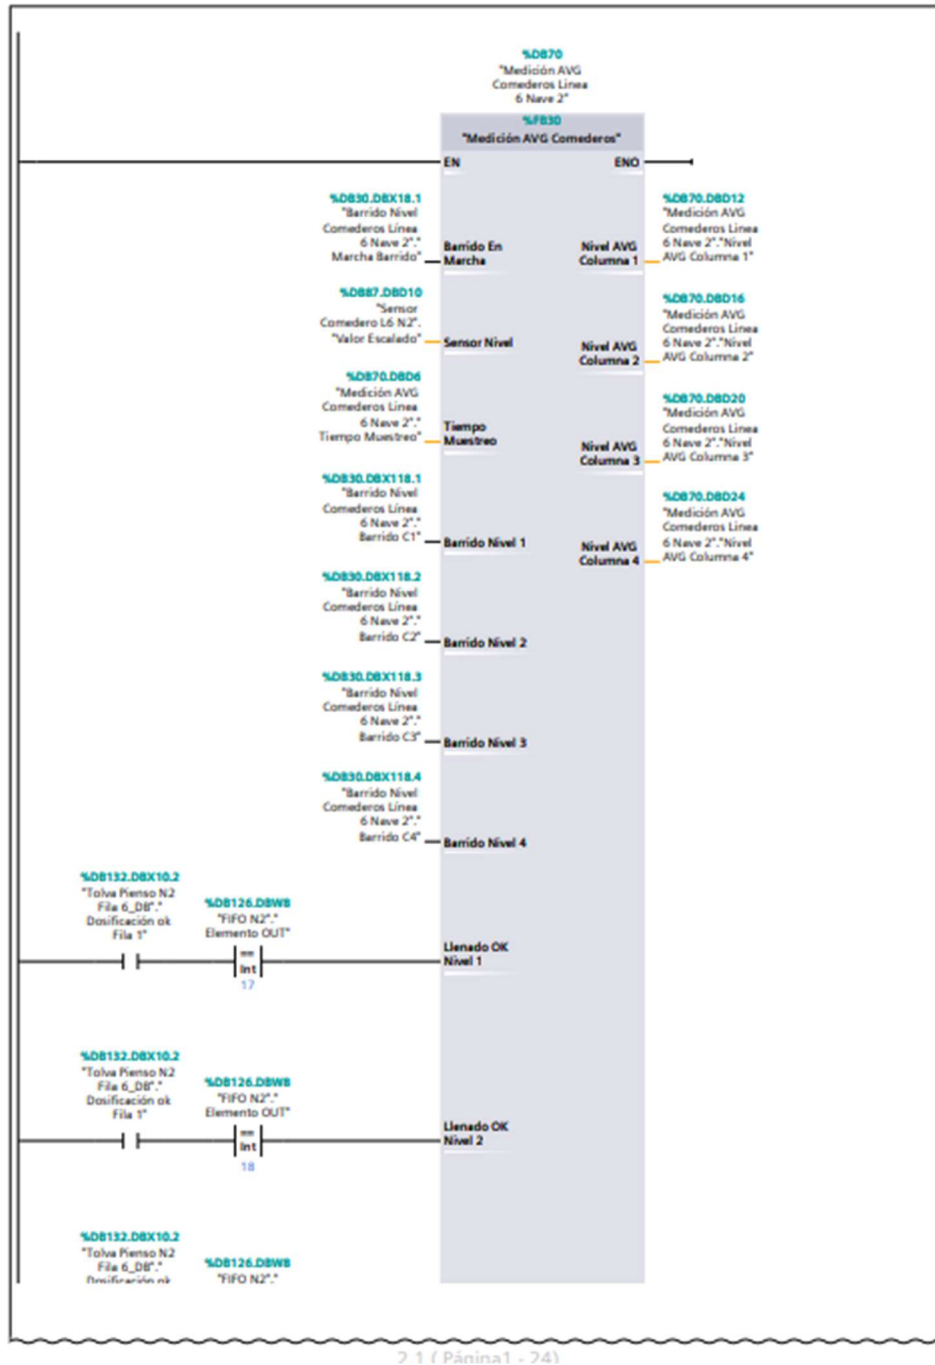 %DB70
"Medición AVG
Comederos Linea
6 Nave 2"
%FB30
"Medición AVG Comederos"
EN
ENO
%DB30.DBX18.1
"Barrido Nivel
Comederos Línea
6 Nave 2"."
Marcha Barrido"
Barrido En
Marcha
Nivel AVG
Columna 1
%DB70.DBD12
"Medición AVG
Comederos Linea
6 Nave 2"."Nivel
AVG Columna 1"
%DB87.DBD10
"Sensor
Comedero L6 N2".
"Valor Escalado"
Sensor Nivel
Nivel AVG
Columna 2
%DB70.DBD16
"Medición AVG
Comederos Linea
6 Nave 2"."Nivel
AVG Columna 2"
%DB70.DBD6
"Medición AVG
Comederos Linea
6 Nave 2"."
Tiempo Muestreo"
Tiempo
Muestreo
Nivel AVG
Columna 3
%DB70.DBD20
"Medición AVG
Comederos Linea
6 Nave 2"."Nivel
AVG Columna 3"
%DB30.DBX118.1
"Barrido Nivel
Comederos Línea
6 Nave 2"."
Barrido C1"
Barrido Nivel 1
Nivel AVG
Columna 4
%DB70.DBD24
"Medición AVG
Comederos Linea
6 Nave 2"."Nivel
AVG Columna 4"
%DB30.DBX118.2
"Barrido Nivel
Comederos Línea
6 Nave 2"."
Barrido C2"
Barrido Nivel 2
%DB30.DBX118.3
"Barrido Nivel
Comederos Línea
6 Nave 2"."
Barrido C3"
Barrido Nivel 3
%DB30.DBX118.4
"Barrido Nivel
Comederos Línea
6 Nave 2"."
Barrido C4"
Barrido Nivel 4
%DB132.DBX10.2
"Tolva Pienso N2
Fila 6_DB"."
Dosificación ok
Fila 1"
%DB126.DBW8
"FIFO N2"."
Elemento OUT"
==
Int
17
Llenado OK
Nivel 1
%DB132.DBX10.2
"Tolva Pienso N2
Fila 6_DB"."
Dosificación ok
Fila 1"
%DB126.DBW8
"FIFO N2"."
Elemento OUT"
==
Int
18
Llenado OK
Nivel 2
%DB132.DBX10.2
"Tolva Pienso N2
Fila 6_DB"."
Dosificación ok
%DB126.DBW8
"FIFO N2"."
2.1 ( Página1 - 24)